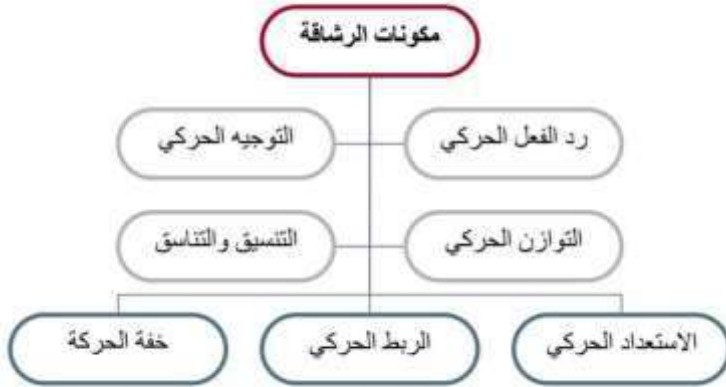 مكونات الرشاقة
رد الفعل الحركي
التوجيه الحركي
التوازن الحركي
التنسيق والتناسق
الاستعداد الحركي
الربط الحركي
خفة الحركة